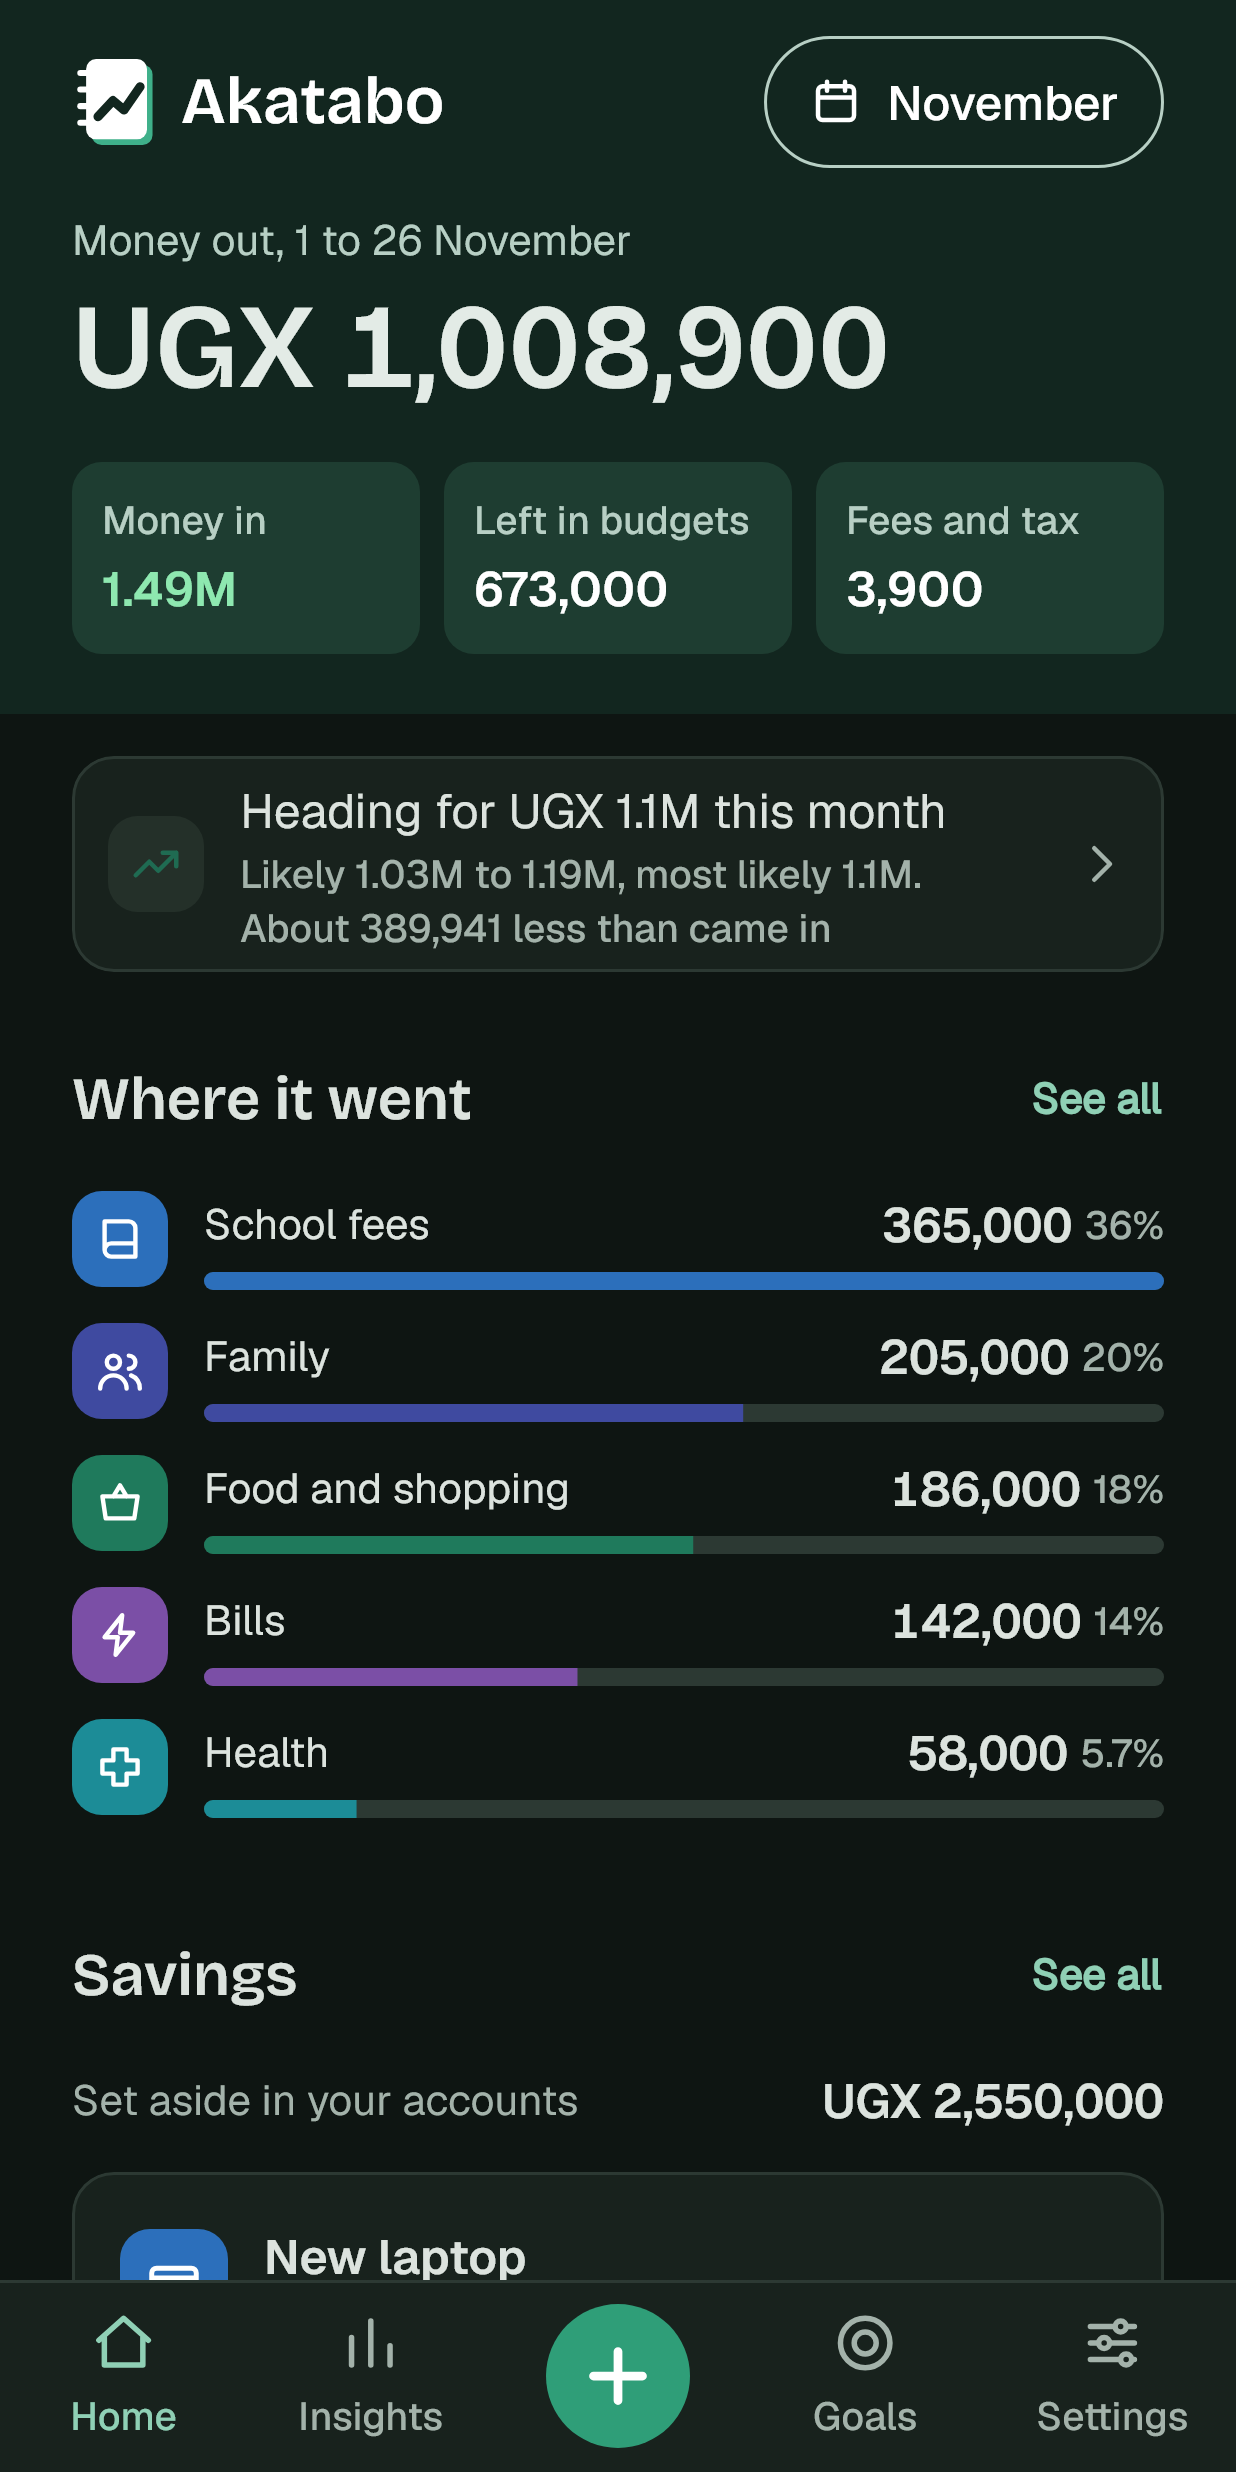 Akatabo
November
Money out, 1 to 26 November
UGX 1,008,900
Money in
1.49M
Left in budgets
673,000
Fees and tax
3,900
Heading for UGX 1.1M this month
Likely 1.03M to 1.19M, most likely 1.1M.
About 389,941 less than came in
Where it went
See all
School fees
365,000 36%
Family
205,000 20%
Food and shopping
186,000 18%
Bills
142,000 14%
Health
58,000 5.7%
Savings
See all
Set aside in your accounts
UGX 2,550,000
New laptop
Home
Insights
Goals
Settings